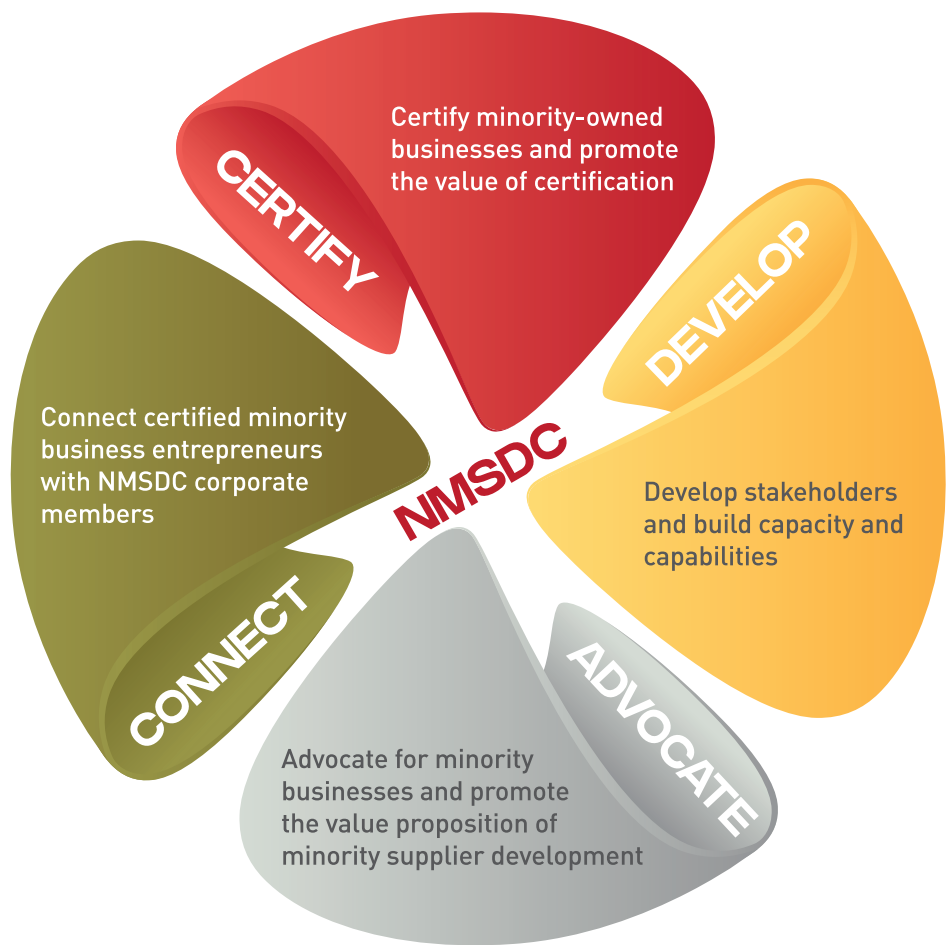 CERTIFY
Certify minority-owned
businesses and promote
the value of certification
DEVELOP
Develop stakeholders
and build capacity and
capabilities
NMSDC
Connect certified minority
business entrepreneurs
with NMSDC corporate
members
CONNECT
ADVOCATE
Advocate for minority
businesses and promote
the value proposition of
minority supplier development